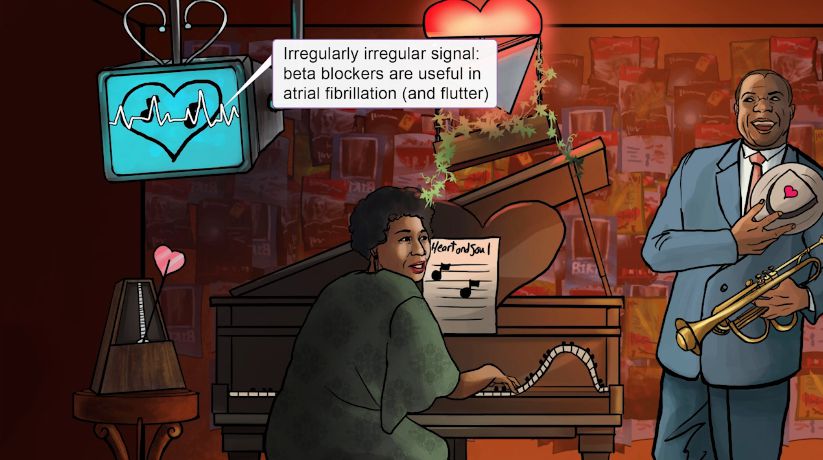 Irregularly irregular signal:
beta blockers are useful in
atrial fibrillation (and flutter)
Heart and Soul